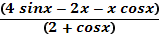 (4 sinx − 2x − x cosx)
(2 + cosx)